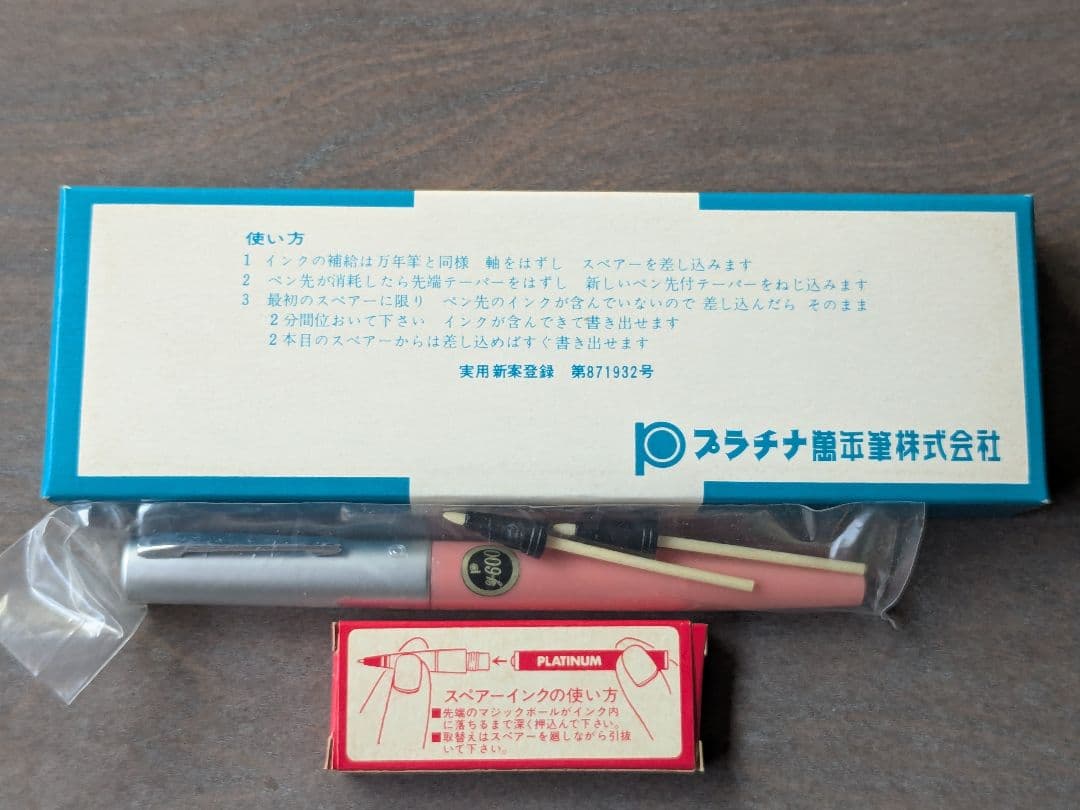 使い方
1 インクの補給は万年筆と同様 軸をはずし スペアーを差し込みます
2 ペン先が消耗したら先端テーパーをはずし 新しいペン先付テーパーをねじ込みます
3 最初のスペアーに限り ペン先のインクが含んでいないので 差し込んだら そのまま
2分間位おいて下さい インクが含んできて書き出せます
2本目のスペアーからは差し込めばすぐ書き出せます
実用新案登録 第871932号
プラチナ萬年筆株式会社
600
PLATINUM
スペアーインクの使い方
■先端のマジックボールがインク内
に落ちるまで深く押込んで下さい。
■取替えはスペアーを廻しながら引抜
いて下さい。